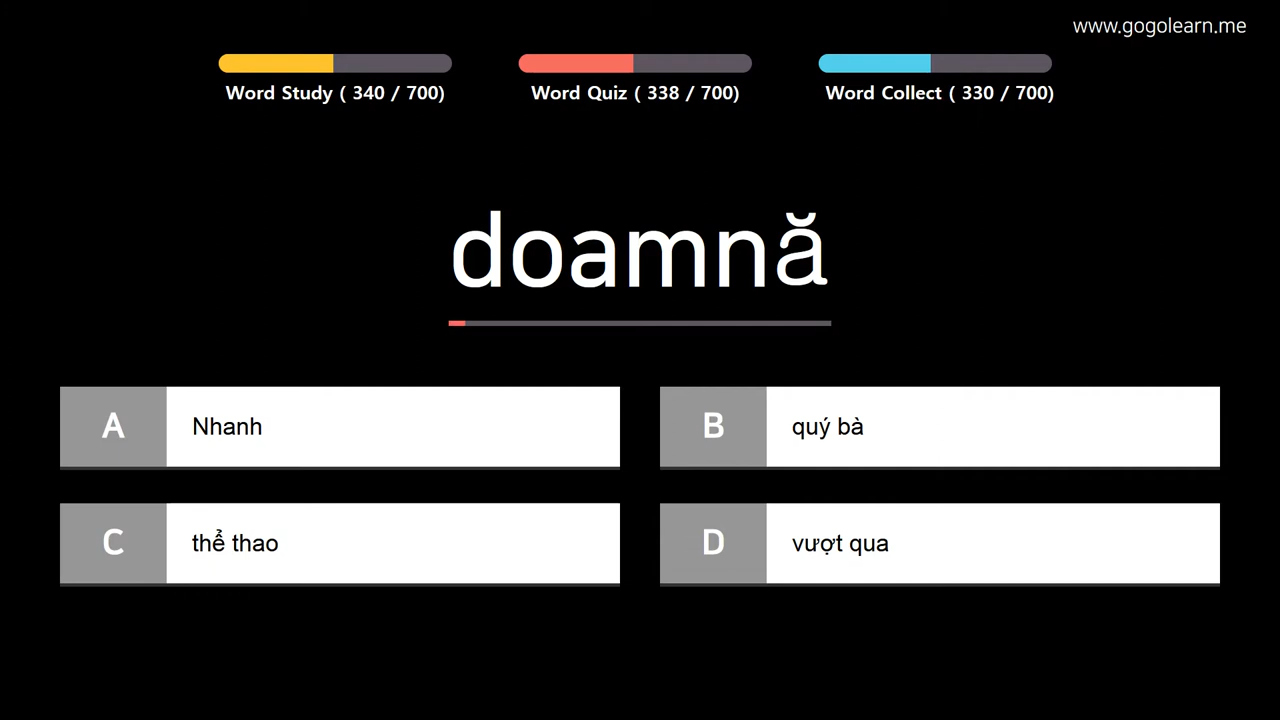 www.gogolearn.me
Word Study ( 340 / 700)
Word Quiz ( 338 / 700)
Word Collect ( 330 / 700)
doamnă
A Nhanh
B quý bà
C thể thao
D vượt qua